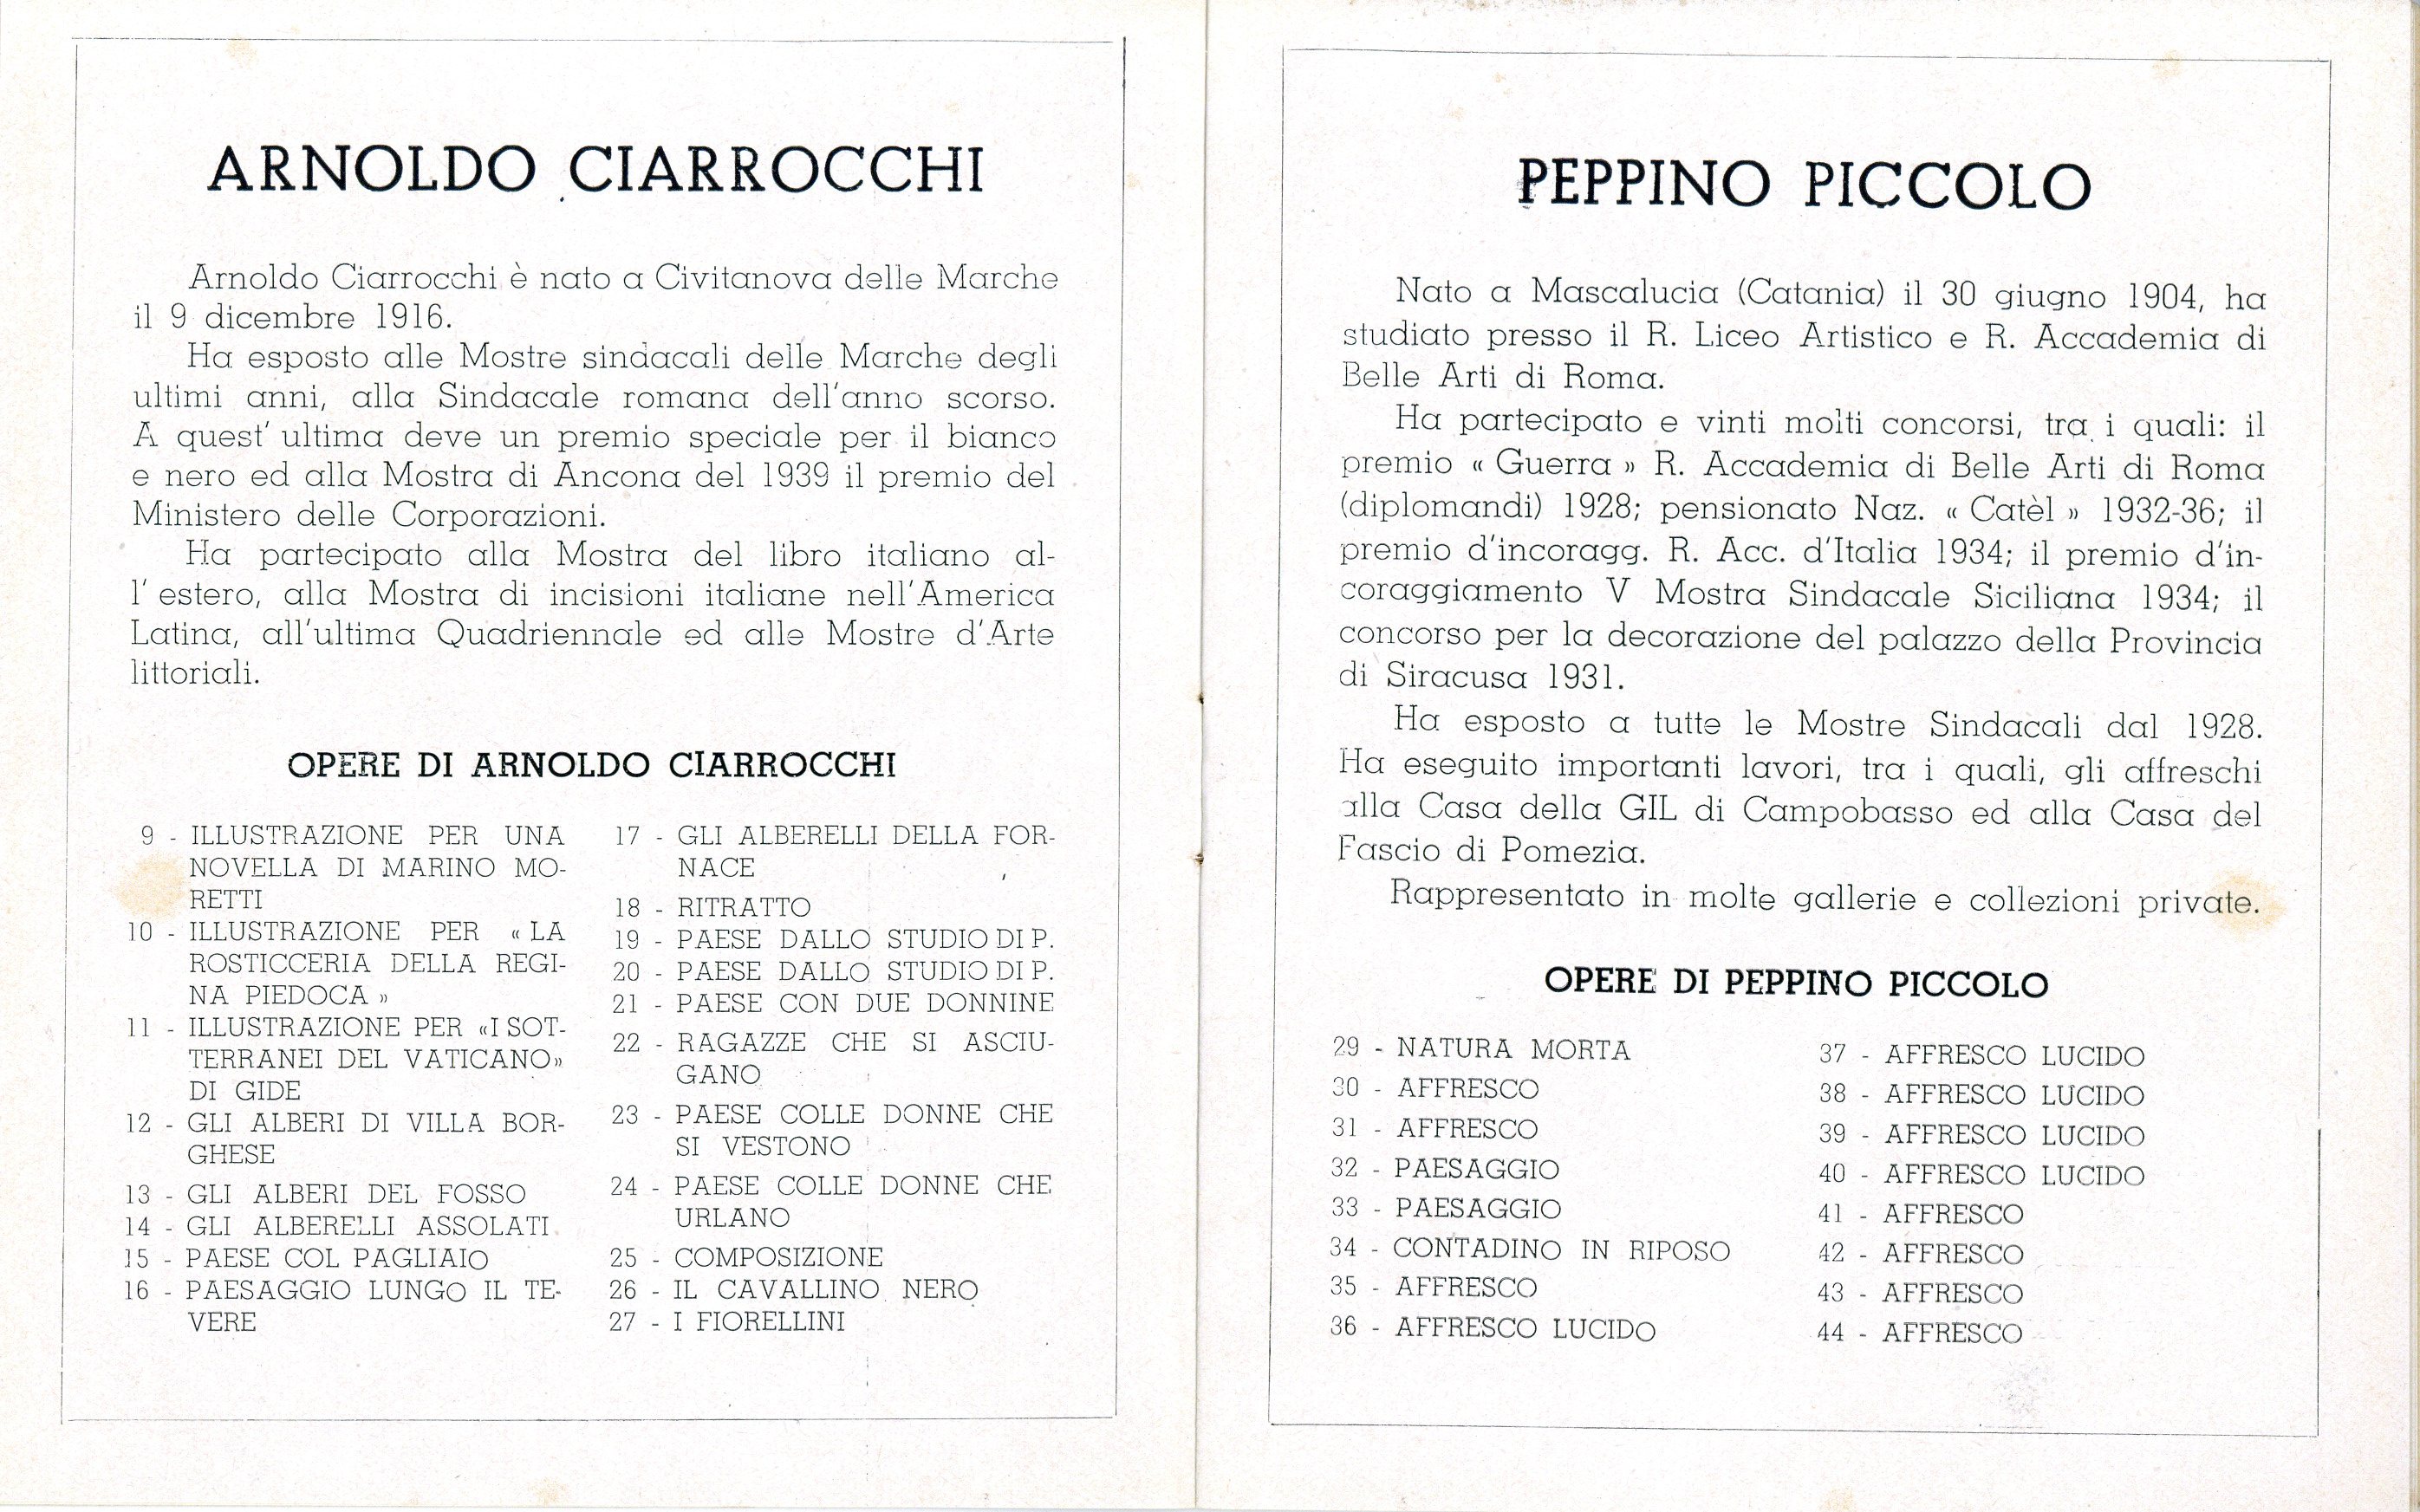 ARNOLDO CIARROCCHI
Arnoldo Ciarrocchi è nato a Civitanova delle Marche
il 9 dicembre 1916.
Ha esposto alle Mostre sindacali delle Marche degli
ultimi anni, alla Sindacale romana dell'anno scorso.
A quest' ultima deve un premio speciale per il bianco
e nero ed alla Mostra di Ancona del 1939 il premio del
Ministero delle Corporazioni.
Ha partecipato alla Mostra del libro italiano al-
l' estero, alla Mostra di incisioni italiane nell'America
Latina, all'ultima Quadriennale ed alle Mostre d'Arte
littoriali.
OPERE DI ARNOLDO CIARROCCHI
9 - ILLUSTRAZIONE PER UNA
NOVELLA DI MARINO MO-
RETTI
10 - ILLUSTRAZIONE PER « LA
ROSTICCERIA DELLA REGI-
NA PIEDOCA »
11 - ILLUSTRAZIONE PER «I SOT-
TERRANEI DEL VATICANO»
DI GIDE
12 - GLI ALBERI DI VILLA BOR-
GHESE
13 - GLI ALBERI DEL FOSSO
14 - GLI ALBERELLI ASSOLATI
15 - PAESE COL PAGLIAIO
16 - PAESAGGIO LUNGO IL TE-
VERE
17 - GLI ALBERELLI DELLA FOR-
NACE
18 - RITRATTO
19 - PAESE DALLO STUDIO DI P.
20 - PAESE DALLO STUDIO DI P.
21 - PAESE CON DUE DONNINE
22 - RAGAZZE CHE SI ASCIU-
GANO
23 - PAESE COLLE DONNE CHE
SI VESTONO
24 - PAESE COLLE DONNE CHE
URLANO
25 - COMPOSIZIONE
26 - IL CAVALLINO NERO
27 - I FIORELLINI
PEPPINO PICCOLO
Nato a Mascalucia (Catania) il 30 giugno 1904, ha
studiato presso il R. Liceo Artistico e R. Accademia di
Belle Arti di Roma.
Ha partecipato e vinti molti concorsi, tra i quali: il
premio « Guerra » R. Accademia di Belle Arti di Roma
(diplomandi) 1928; pensionato Naz. « Catèl » 1932-36; il
premio d'incoragg. R. Acc. d'Italia 1934; il premio d'in-
coraggiamento V Mostra Sindacale Siciliana 1934; il
concorso per la decorazione del palazzo della Provincia
di Siracusa 1931.
Ha esposto a tutte le Mostre Sindacali dal 1928.
Ha eseguito importanti lavori, tra i quali, gli affreschi
alla Casa della GIL di Campobasso ed alla Casa del
Fascio di Pomezia.
Rappresentato in molte gallerie e collezioni private.
OPERE DI PEPPINO PICCOLO
29 - NATURA MORTA
30 - AFFRESCO
31 - AFFRESCO
32 - PAESAGGIO
33 - PAESAGGIO
34 - CONTADINO IN RIPOSO
35 - AFFRESCO
36 - AFFRESCO LUCIDO
37 - AFFRESCO LUCIDO
38 - AFFRESCO LUCIDO
39 - AFFRESCO LUCIDO
40 - AFFRESCO LUCIDO
41 - AFFRESCO
42 - AFFRESCO
43 - AFFRESCO
44 - AFFRESCO